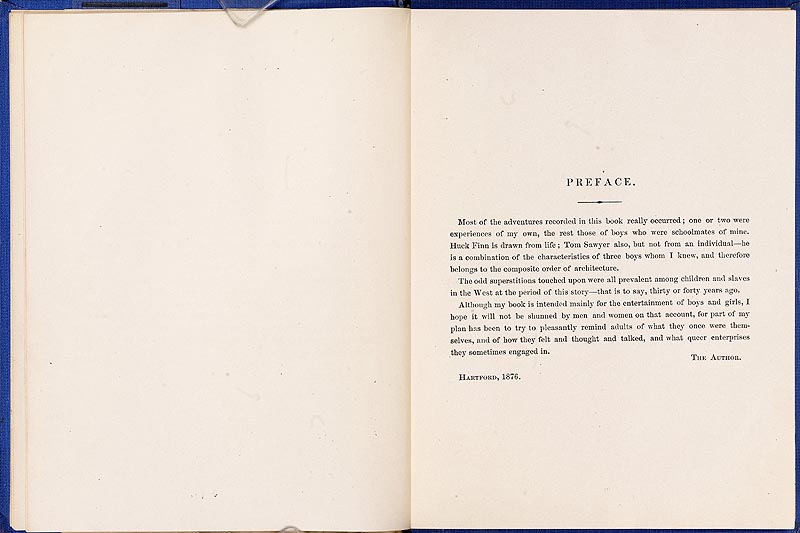 PREFACE.
Most of the adventures recorded in this book really occurred; one or two were
experiences of my own, the rest those of boys who were schoolmates of mine.
Huck Finn is drawn from life; Tom Sawyer also, but not from an individual—he
is a combination of the characteristics of three boys whom I knew, and therefore
belongs to the composite order of architecture.
The odd superstitions touched upon were all prevalent among children and slaves
in the West at the period of this story—that is to say, thirty or forty years ago.
Although my book is intended mainly for the entertainment of boys and girls, I
hope it will not be shunned by men and women on that account, for part of my
plan has been to try to pleasantly remind adults of what they once were them-
selves, and of how they felt and thought and talked, and what queer enterprises
they sometimes engaged in.
THE AUTHOR.
HARTFORD, 1876.